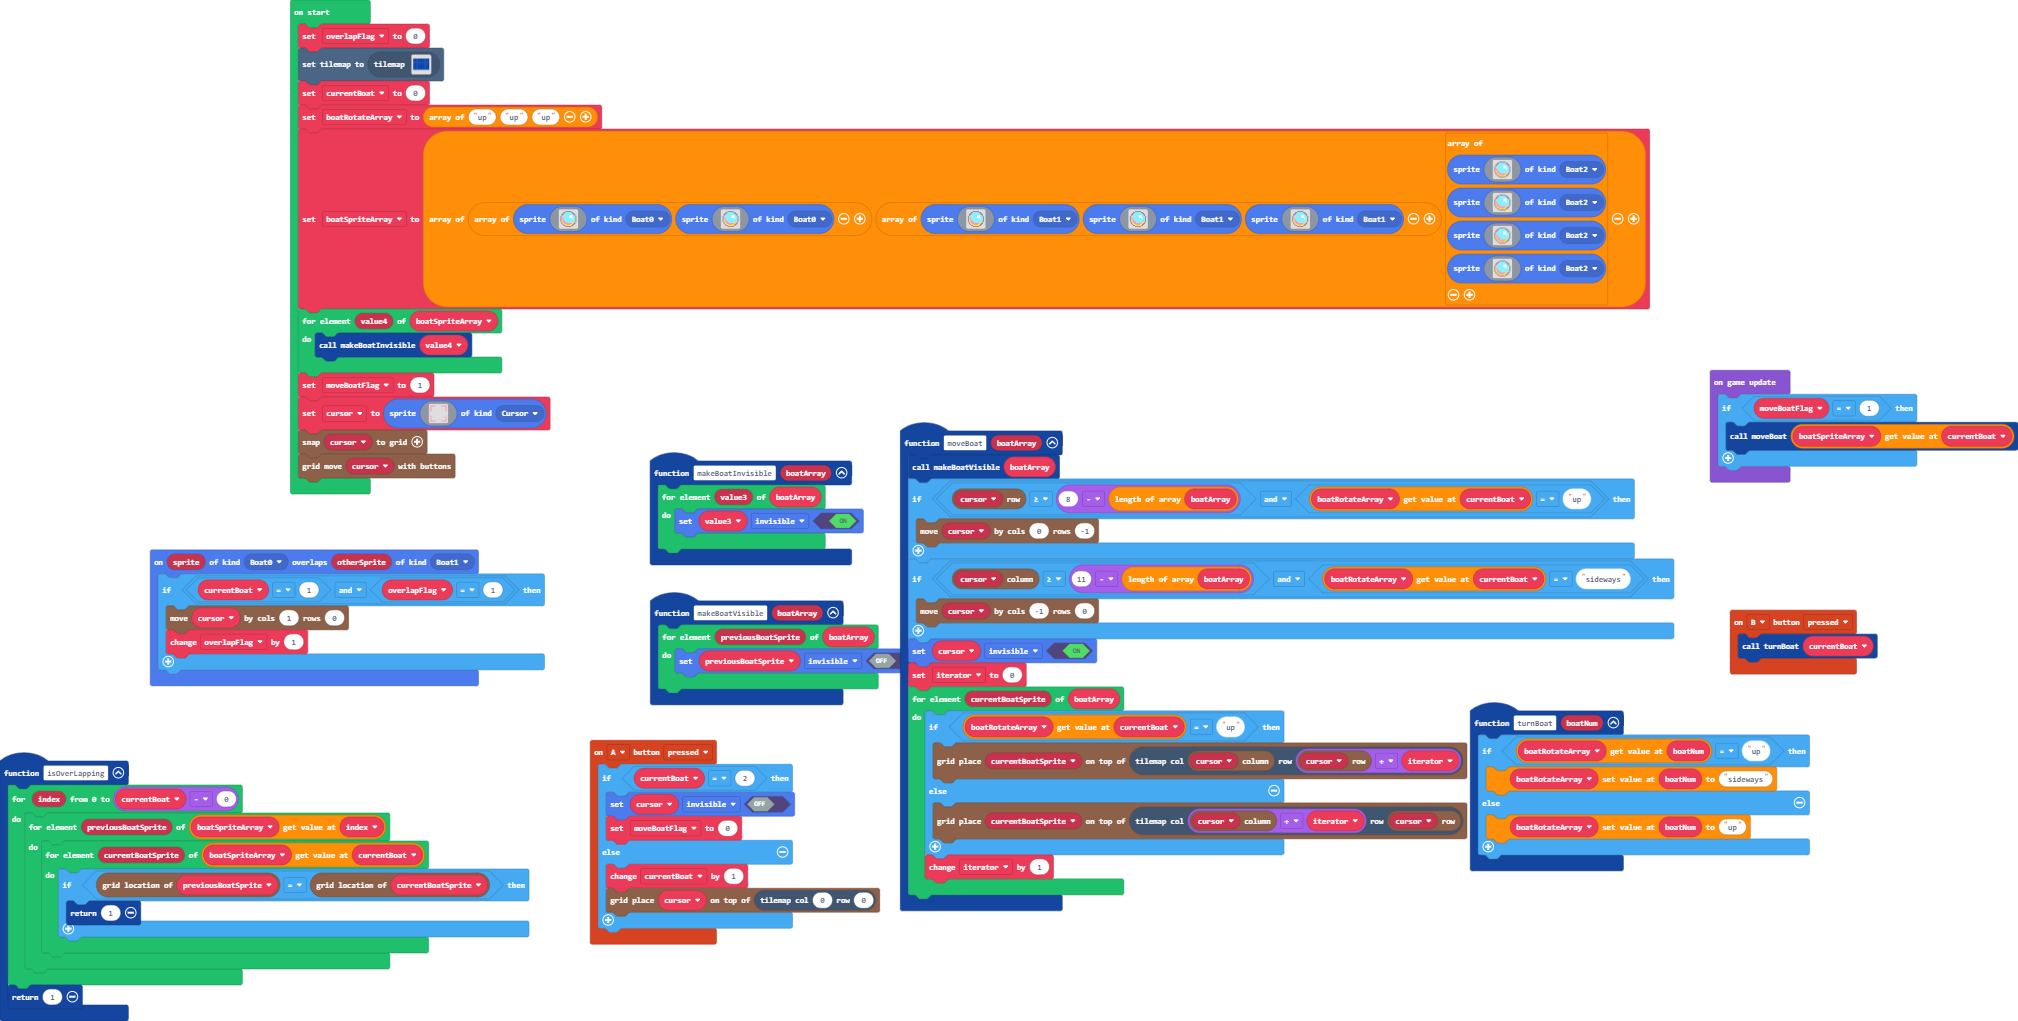 on start
set overlapFlag to 0
set tilemap to tilemap
set currentBoat to 0
set boatRotateArray to array of "up" "up" "up"
set boatSpriteArray to array of array of sprite of kind Boat0 sprite of kind Boat0 array of sprite of kind Boat1 sprite of kind Boat1 sprite of kind Boat1 array of
sprite of kind Boat2
sprite of kind Boat2
sprite of kind Boat2
sprite of kind Boat2
for element value4 of boatSpriteArray
do
call makeBoatInvisible value4
set moveBoatFlag to 1
set cursor to sprite of kind Cursor
snap cursor to grid
grid move cursor with buttons
on game update
if moveBoatFlag = 1 then
call moveBoat boatSpriteArray get value at currentBoat
function makeBoatInvisible boatArray
for element value3 of boatArray
do
set value3 invisible ON
function makeBoatVisible boatArray
for element previousBoatSprite of boatArray
do
set previousBoatSprite invisible OFF
function moveBoat boatArray
call makeBoatVisible boatArray
if cursor row ≥ 8 - length of array boatArray and boatRotateArray get value at currentBoat = "up" then
move cursor by cols 0 rows -1
if cursor column ≥ 11 - length of array boatArray and boatRotateArray get value at currentBoat = "sideways" then
move cursor by cols -1 rows 0
set cursor invisible ON
set iterator to 0
for element currentBoatSprite of boatArray
do
if boatRotateArray get value at currentBoat = "up" then
grid place currentBoatSprite on top of tilemap col cursor column row cursor row + iterator
else
grid place currentBoatSprite on top of tilemap col cursor column + iterator row cursor row
change iterator by 1
on sprite of kind Boat0 overlaps otherSprite of kind Boat1
if currentBoat = 1 and overlapFlag = 1 then
move cursor by cols 1 rows 0
change overlapFlag by 1
on B button pressed
call turnBoat currentBoat
function turnBoat boatNum
if boatRotateArray get value at boatNum = "up" then
boatRotateArray set value at boatNum to "sideways"
else
boatRotateArray set value at boatNum to "up"
on A button pressed
if currentBoat = 2 then
set cursor invisible OFF
set moveBoatFlag to 0
else
change currentBoat by 1
grid place cursor on top of tilemap col 0 row 0
function isOverLapping
for index from 0 to currentBoat - 0
do
for element previousBoatSprite of boatSpriteArray get value at index
do
for element currentBoatSprite of boatSpriteArray get value at currentBoat
do
if grid location of previousBoatSprite = grid location of currentBoatSprite then
return 1
return 1